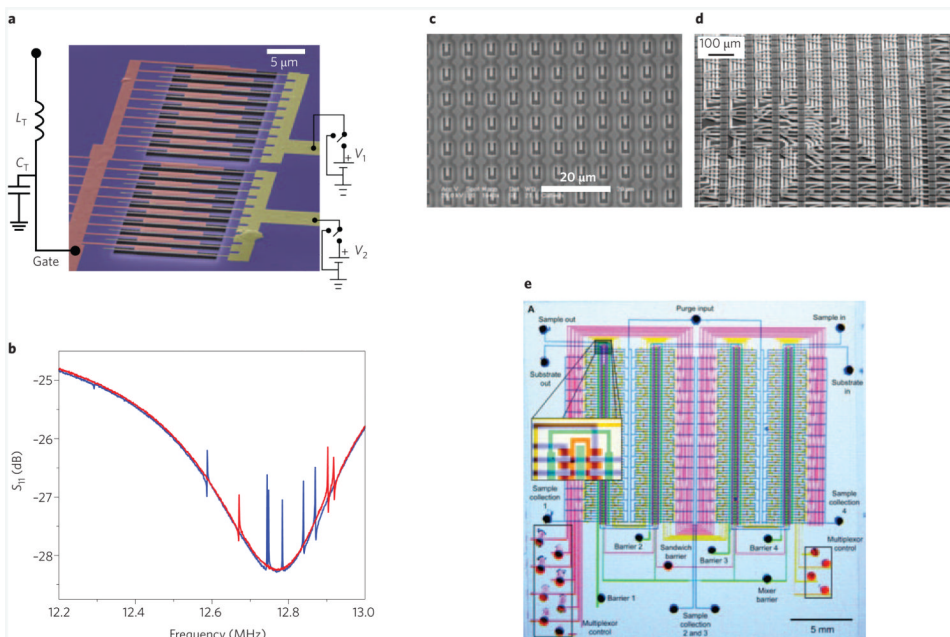 a
5 µm
L_T
C_T
Gate
V_1
V_2
b
S_11 (dB)
-25
-26
-27
-28
12.2
12.4
12.6
12.8
13.0
Frequency (MHz)
c
20 µm
d
100 µm
e
A
Purge input
Sample out
Sample in
Substrate
out
Substrate
in
Sample
collection
1
Sample
collection
4
Barrier 2
Sandwich
barrier
Barrier 3
Barrier 4
Multiplexor
control
Barrier 1
Mixer
barrier
Multiplexor
control
Sample
collection
2 and 3
5 mm